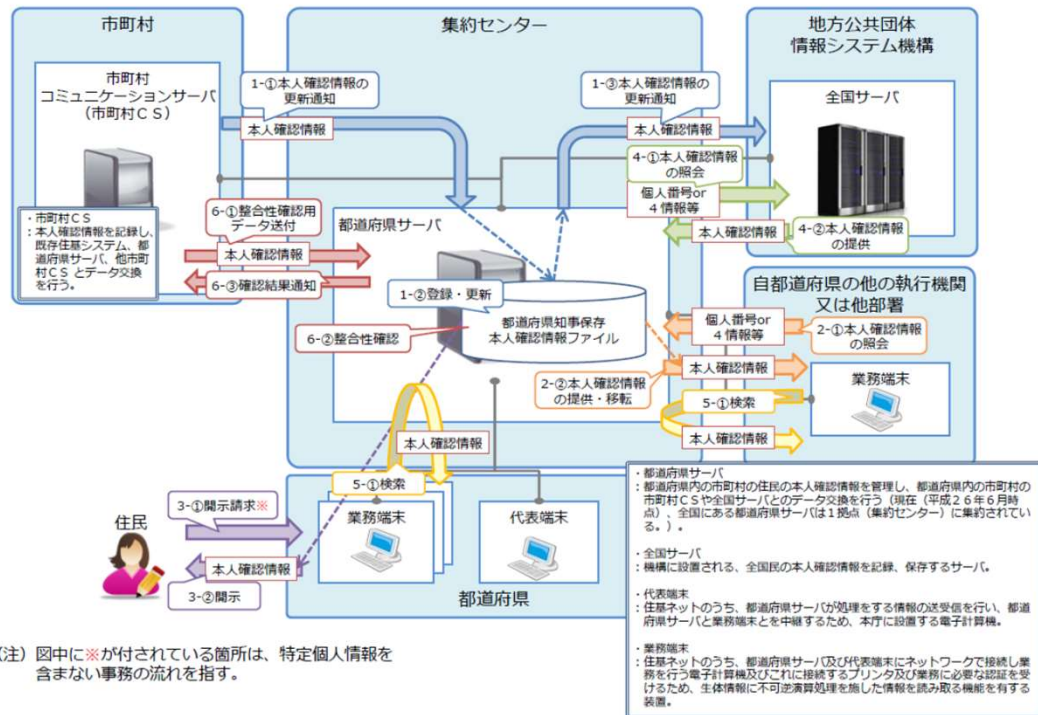 市町村
集約センター
地方公共団体
情報システム機構
市町村
コミュニケーションサーバ
(市町村CS)
1-①本人確認情報の
更新通知
本人確認情報
1-③本人確認情報の
更新通知
本人確認情報
全国サーバ
4-①本人確認情報
の照会
個人番号or
4情報等
本人確認情報
4-②本人確認情報
の提供
・市町村CS
:本人確認情報を記録し、
既存住基システム、都
道府県サーバ、他市町
村CS とデータ交換
を行う。
6-①整合性確認用
データ送付
本人確認情報
6-③確認結果通知
都道府県サーバ
1-②登録・更新
都道府県知事保存
本人確認情報ファイル
6-②整合性確認
自都道府県の他の執行機関
又は他部署
個人番号or
4情報等
2-①本人確認情報
の照会
本人確認情報
2-②本人確認情報
の提供・移転
業務端末
5-①検索
本人確認情報
本人確認情報
5-①検索
住民
3-①開示請求※
本人確認情報
3-②開示
業務端末
代表端末
都道府県
・都道府県サーバ
:都道府県内の市町村の住民の本人確認情報を管理し、都道府県内の市町村の
市町村CSや全国サーバとのデータ交換を行う(現在(平成26年6月時
点)、全国にある都道府県サーバは1拠点(集約センター)に集約されてい
る。)。
・全国サーバ
:機構に設置される、全国民の本人確認情報を記録、保存するサーバ。
・代表端末
:住基ネットのうち、都道府県サーバが処理をする情報の送受信を行い、都道
府県サーバと業務端末とを中継するため、本庁に設置する電子計算機。
・業務端末
:住基ネットのうち、都道府県サーバ及び代表端末にネットワークで接続し業
務を行う電子計算機及びこれに接続するプリンタ及び業務に必要な認証を受
けるため、生体情報に不可逆演算処理を施した情報を読み取る機能を有する
装置。
(注)図中に※が付されている箇所は、特定個人情報を
含まない事務の流れを指す。